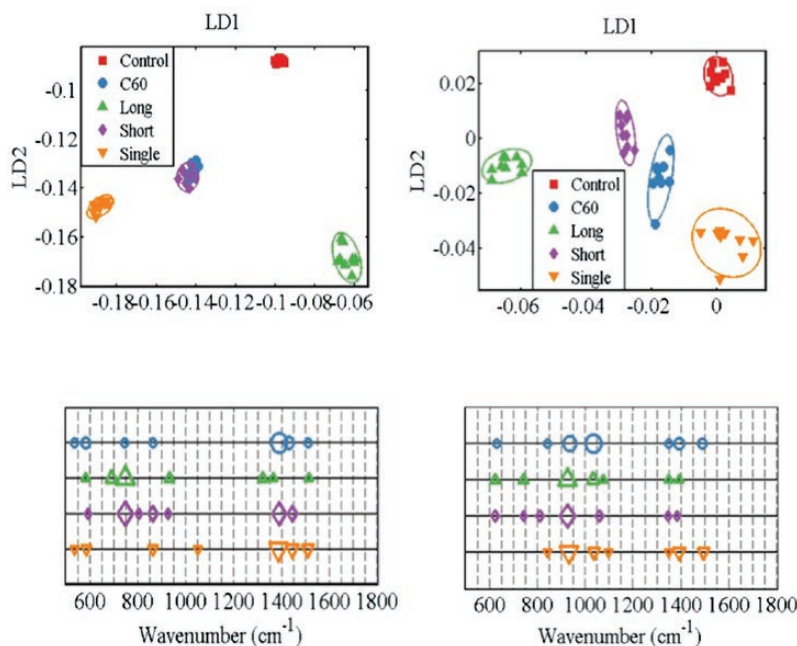 LD1
LD2
-0.1
-0.12
-0.14
-0.16
-0.18
Control
C60
Long
Short
Single
-0.18 -0.16 -0.14 -0.12 -0.1 -0.08 -0.06
LD1
LD2
0.02
0
-0.02
-0.04
Control
C60
Long
Short
Single
-0.06 -0.04 -0.02 0
600 800 1000 1200 1400 1600 1800
Wavenumber (cm-1)
600 800 1000 1200 1400 1600 1800
Wavenumber (cm-1)